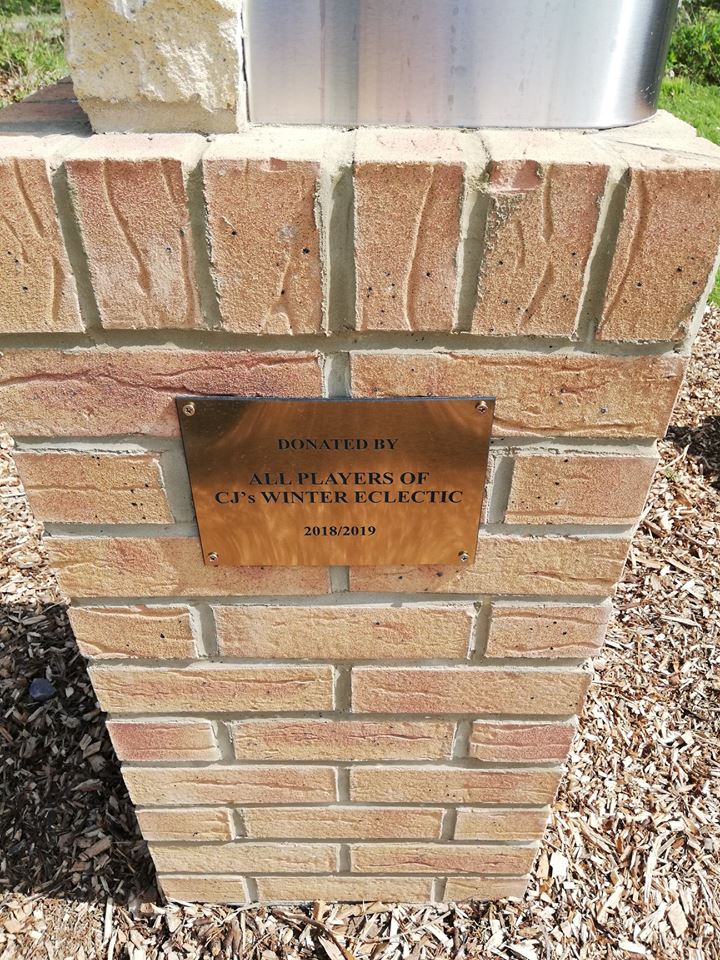 DONATED BY
ALL PLAYERS OF
CJ's WINTER ECLECTIC
2018/2019